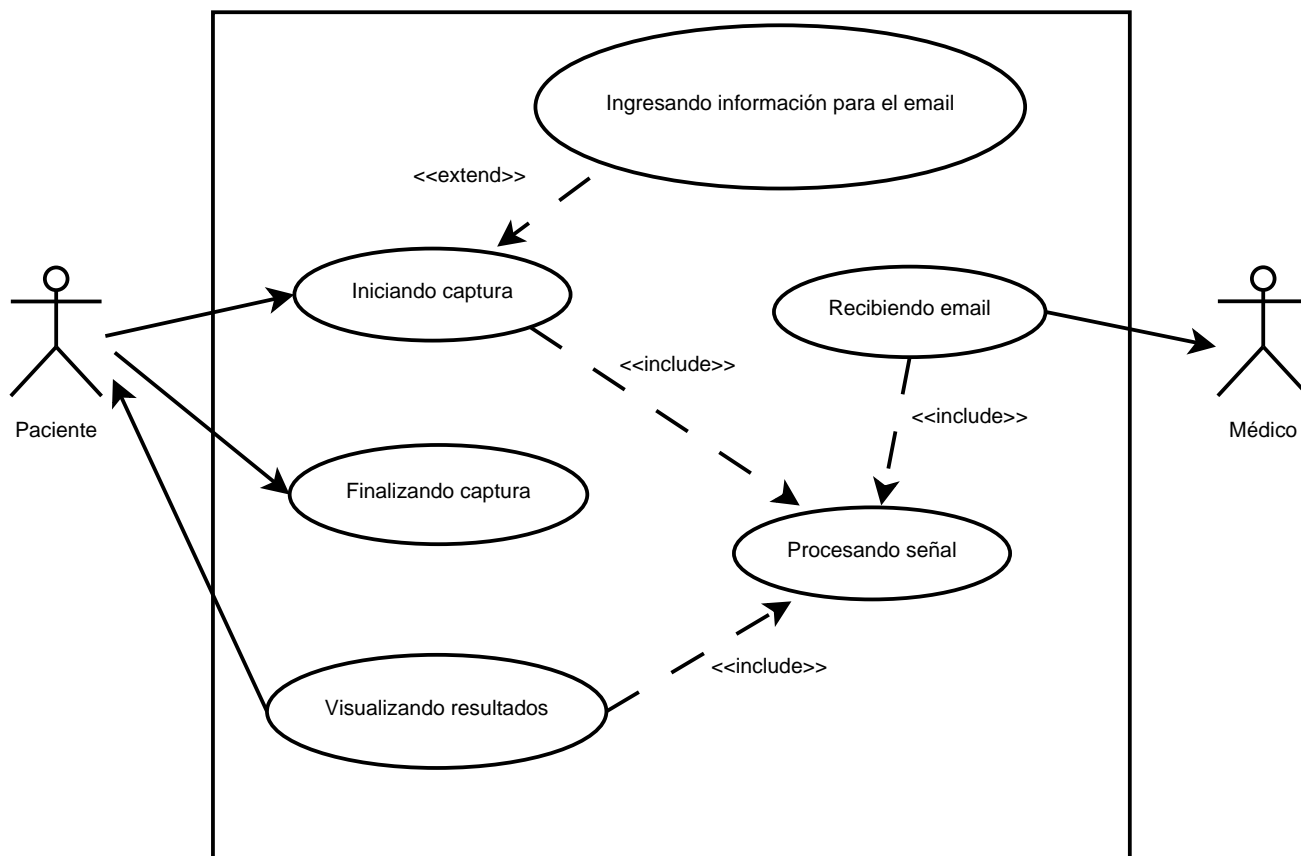 Ingresando información para el email
<<extend>>
Iniciando captura
Recibiendo email
<<include>>
<<include>>
Paciente
Médico
Finalizando captura
Procesando señal
<<include>>
Visualizando resultados